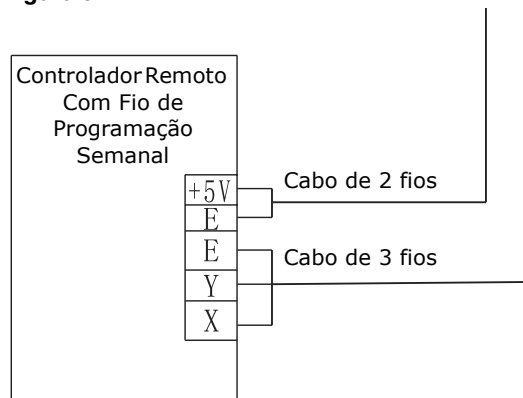 Controlador Remoto
Com Fio de
Programação
Semanal
+5V
Cabo de 2 fios
E
E
Cabo de 3 fios
Y
X